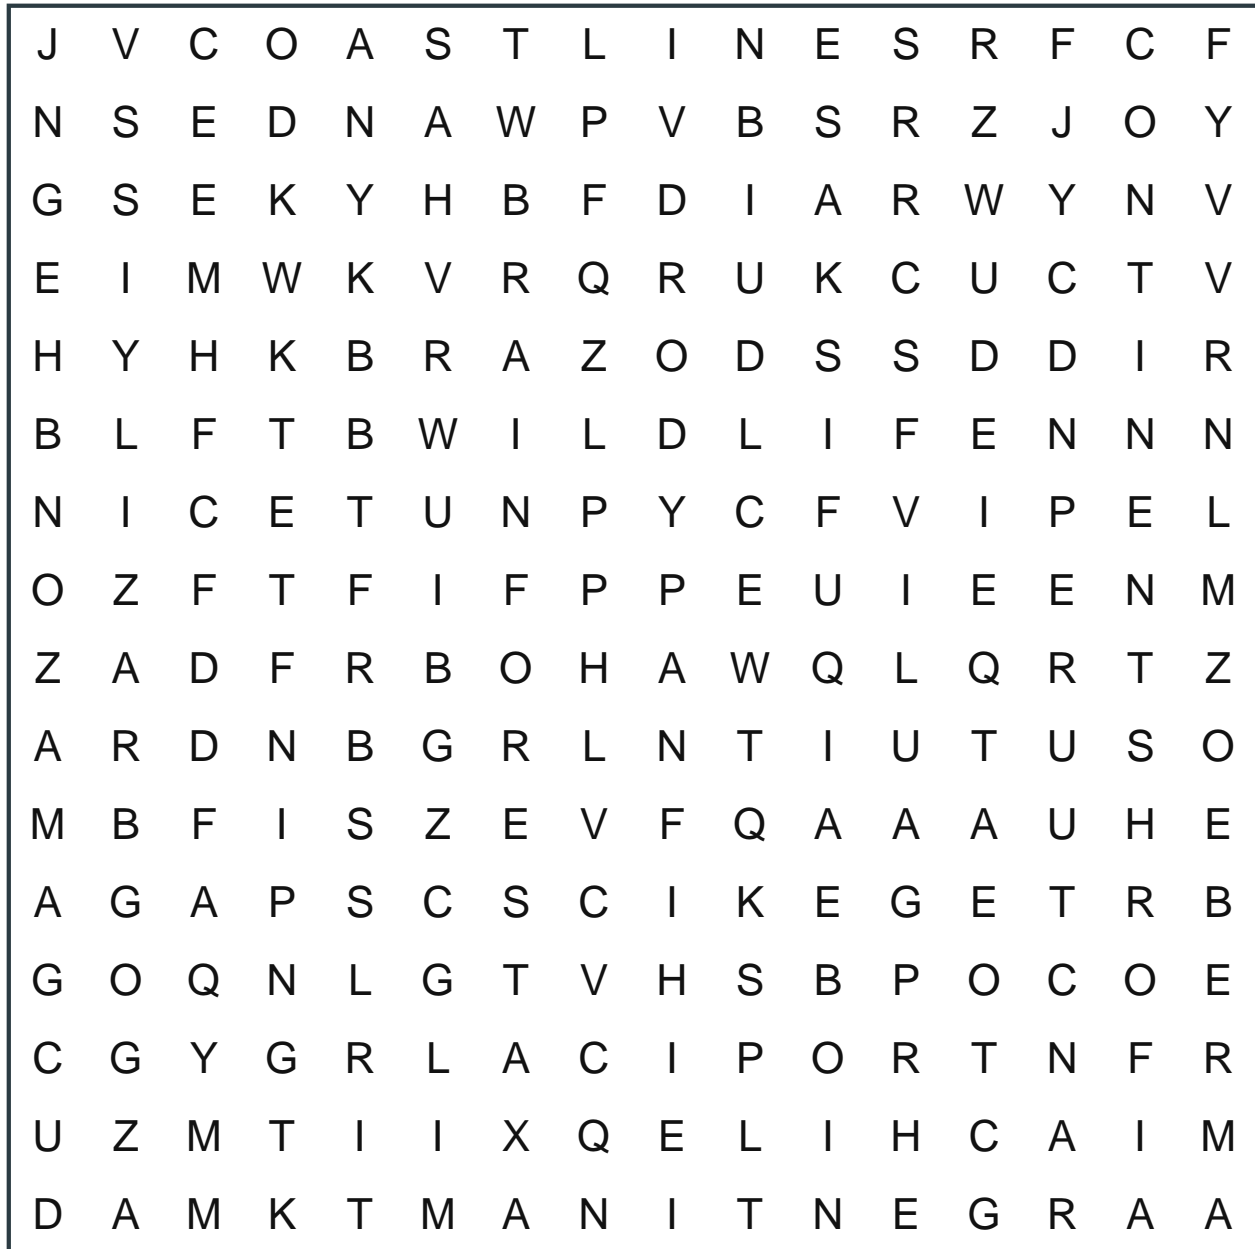 J V C O A S T L I N E S R F C F
N S E D N A W P V B S R Z J O Y
G S E K Y H B F D I A R W Y N V
E I M W K V R Q R U K C U C T V
H Y H K B R A Z O D S S D D I R
B L F T B W I L D L I F E N N N
N I C E T U N P Y C F V I P E L
O Z F T F I F P P E U I E E N M
Z A D F R B O H A W Q L Q R T Z
A R D N B G R L N T I U T U S O
M B F I S Z E V F Q A A A U H E
A G A P S C S C I K E G E T R B
G O Q N L G T V H S B P O C O E
C G Y G R L A C I P O R T N F R
U Z M T I I X Q E L I H C A I M
D A M K T M A N I T N E G R A A